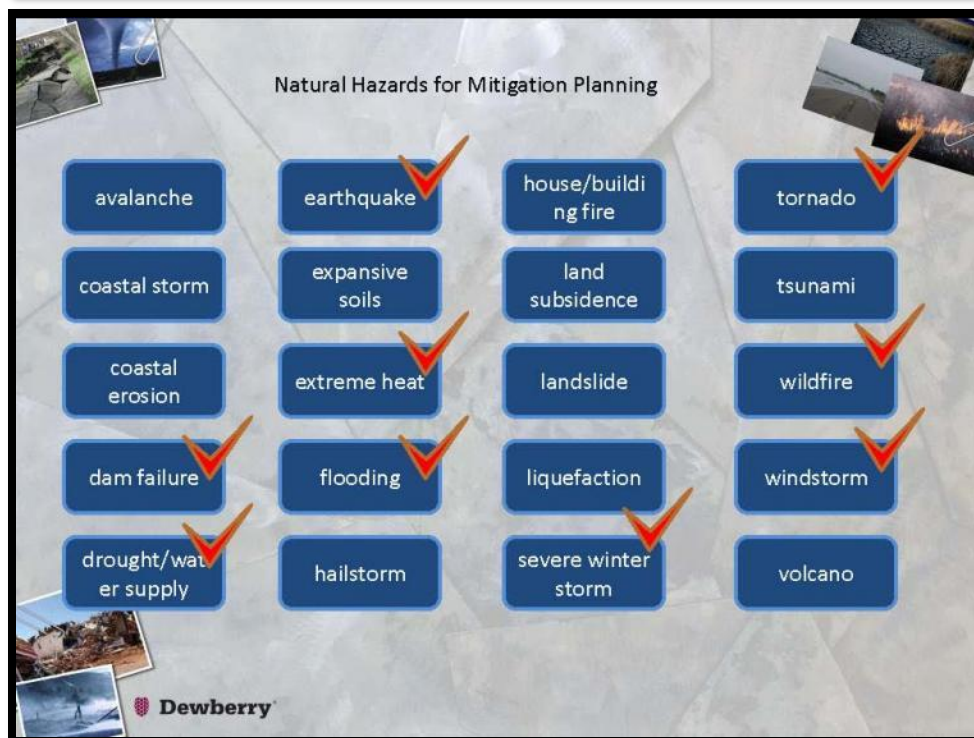 Natural Hazards for Mitigation Planning
avalanche
earthquake
house/buildi
ng fire
tornado
coastal storm
expansive
soils
land
subsidence
tsunami
coastal
erosion
extreme heat
landslide
wildfire
dam failure
flooding
liquefaction
windstorm
drought/wat
er supply
hailstorm
severe winter
storm
volcano
Dewberry